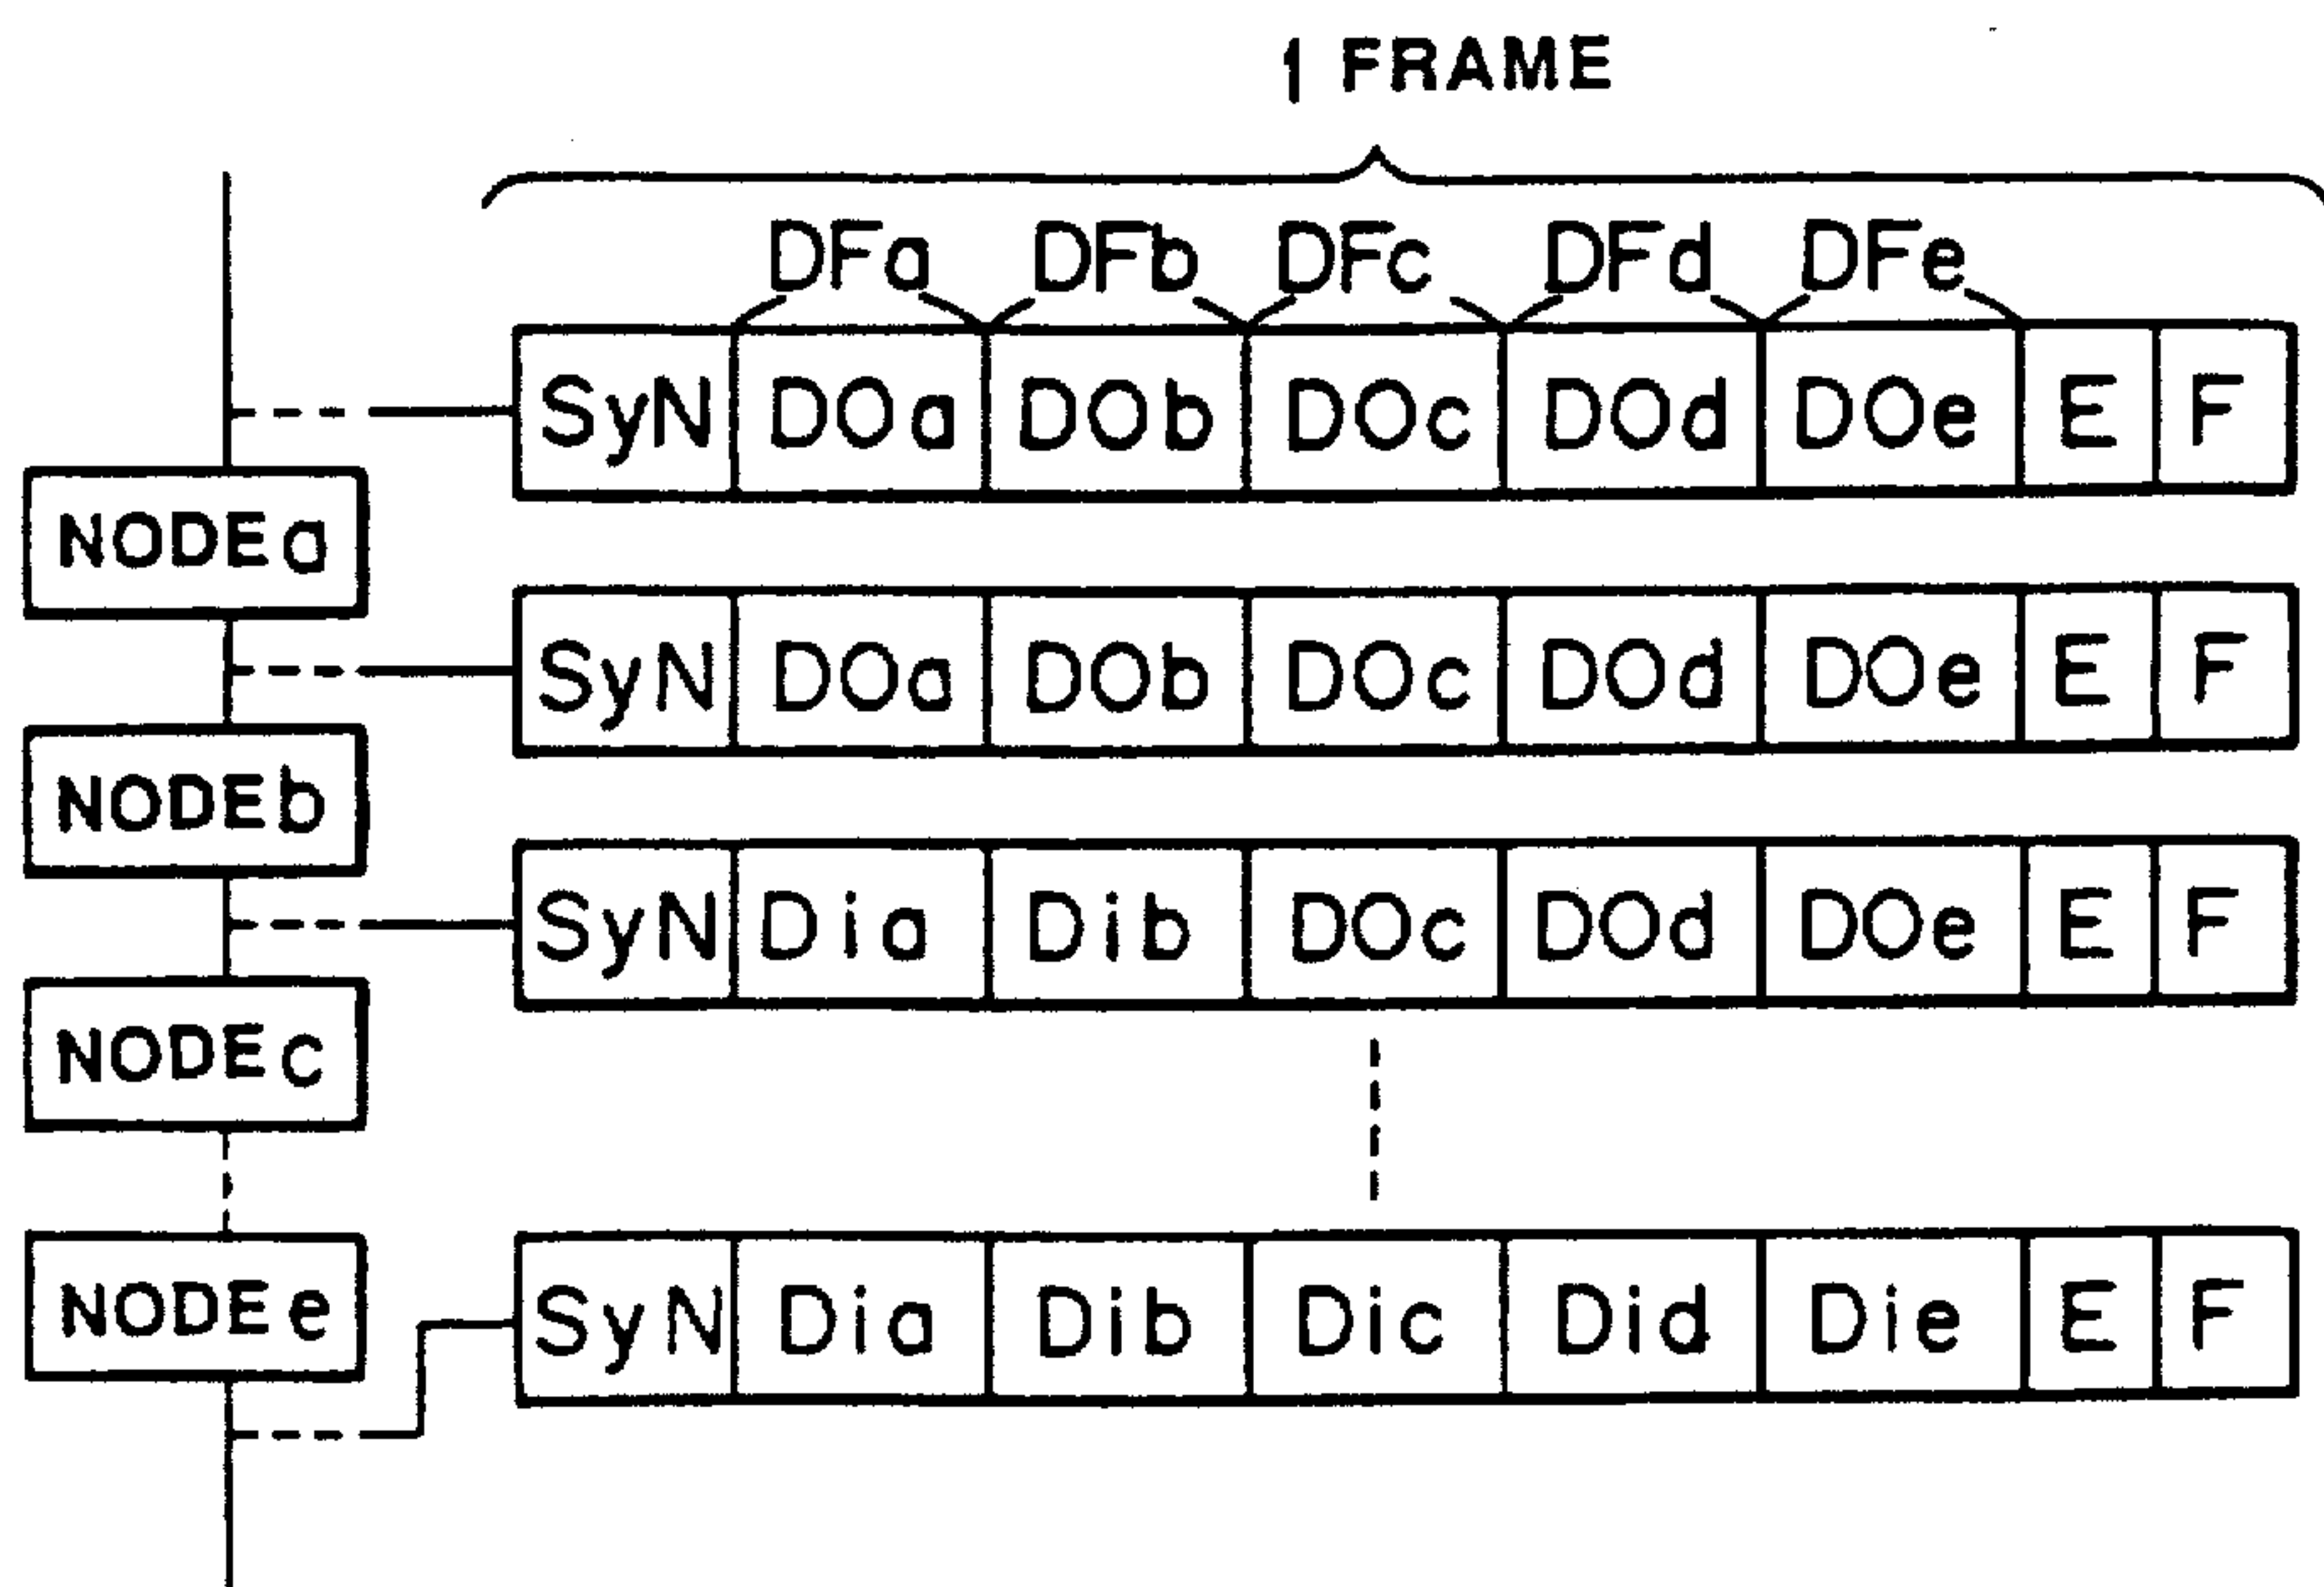 1 FRAME
DFa DFb DFc DFd DFe
SyN DOa DOb DOc DOd DOe E F
NODEa
SyN DOa DOb DOc DOd DOe E F
NODEb
SyN Dia Dib DOc DOd DOe E F
NODEc
SyN Dia Dib Dic Did Die E F
NODEe